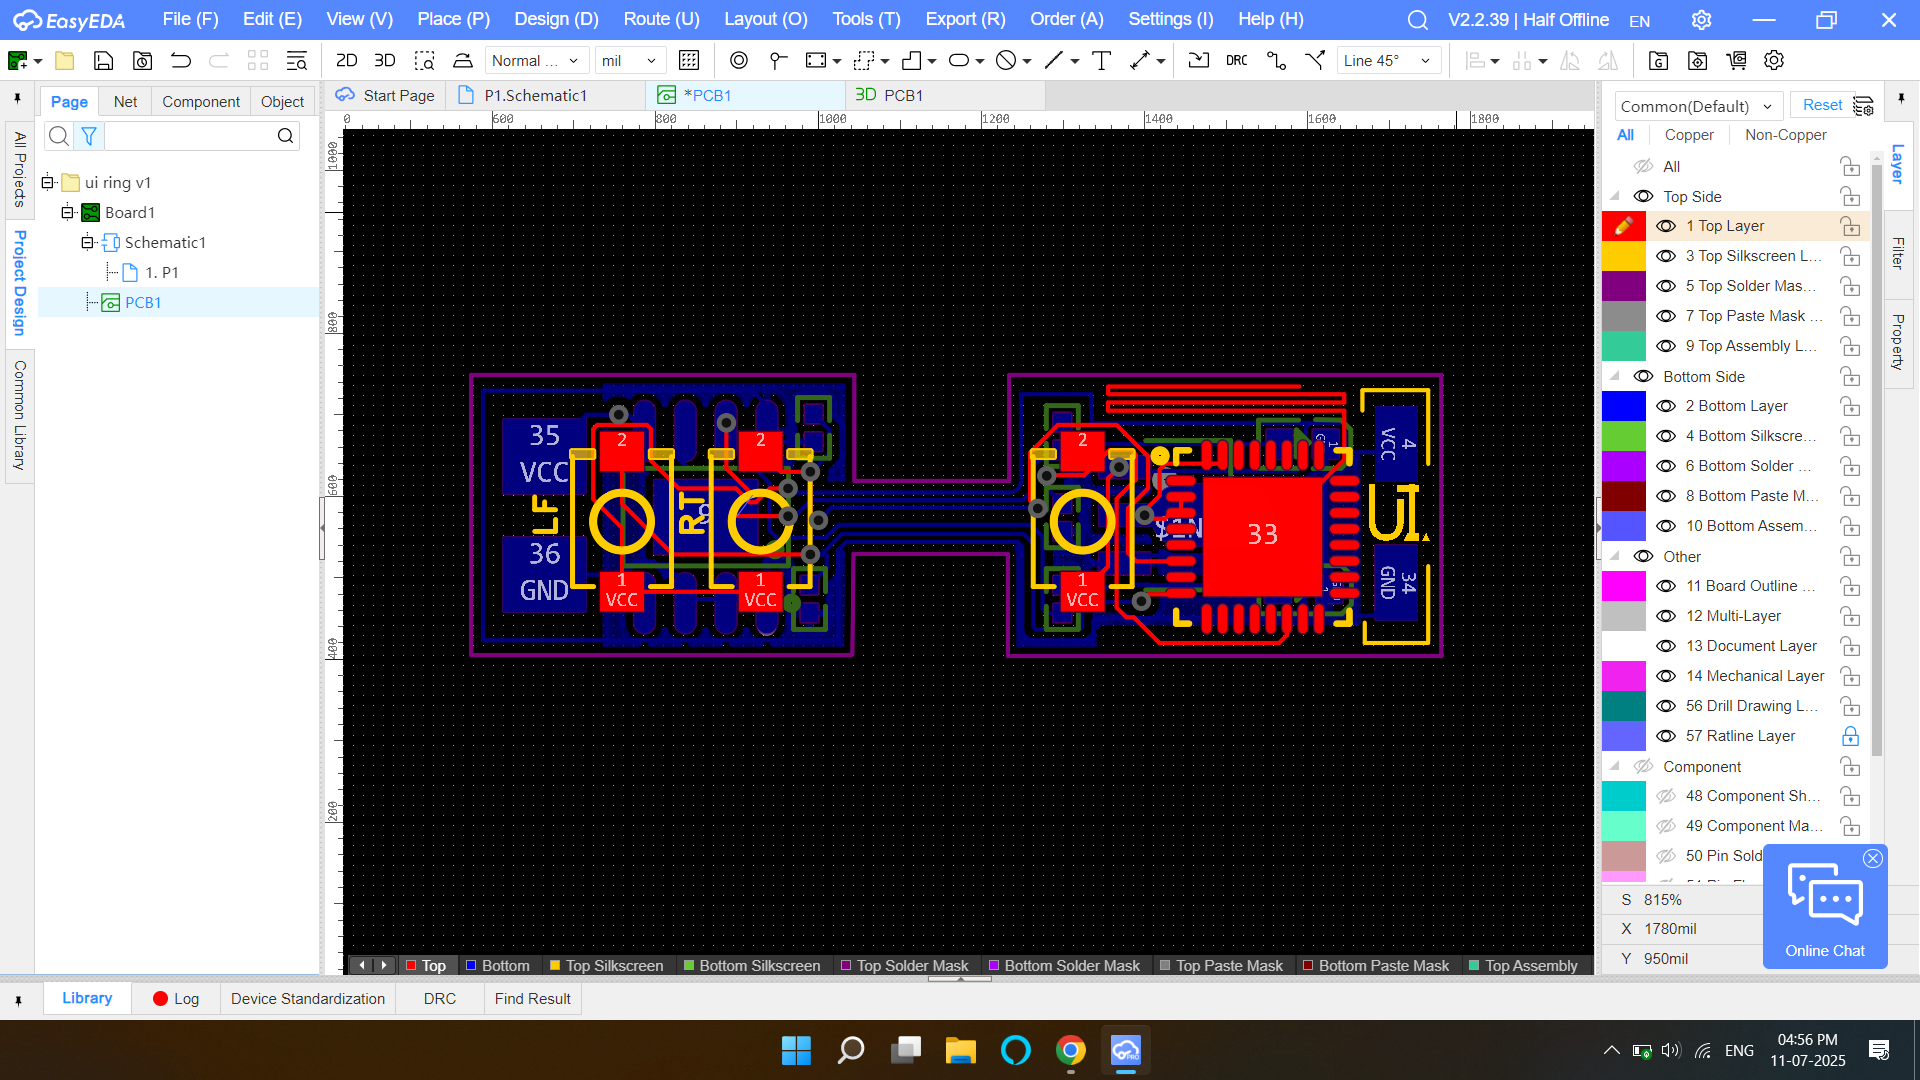 EasyEDA File (F) Edit (E) View (V) Place (P) Design (D) Route (U) Layout (O) Tools (T) Export (R) Order (A) Settings (I) Help (H) V2.2.39 | Half Offline EN
2D 3D Normal ... mil T DRC Line 45°
Page Net Component Object
Start Page P1.Schematic1 *PCB1 3D PCB1
Common(Default) Reset
All Copper Non-Copper
All Projects
Project Design
Common Library
ui ring v1
Board1
Schematic1
1. P1
PCB1
0 600 800 1000 1200 1400 1600 1800
1000
800
600
400
200
35
VCC
LF
36
GND
2
1
VCC
RT
9
2
1
VCC
2
1
VCC
$1N
33
4
VCC
UI.
34
GND
Layer
Filter
Property
All
Top Side
1 Top Layer
3 Top Silkscreen L...
5 Top Solder Mas...
7 Top Paste Mask ...
9 Top Assembly L...
Bottom Side
2 Bottom Layer
4 Bottom Silkscre...
6 Bottom Solder ...
8 Bottom Paste M...
10 Bottom Assem...
Other
11 Board Outline ...
12 Multi-Layer
13 Document Layer
14 Mechanical Layer
56 Drill Drawing L...
57 Ratline Layer
Component
48 Component Sh...
49 Component Ma...
50 Pin Sold
S 815%
X 1780mil
Y 950mil
Online Chat
Top Bottom Top Silkscreen Bottom Silkscreen Top Solder Mask Bottom Solder Mask Top Paste Mask Bottom Paste Mask Top Assembly
Library Log Device Standardization DRC Find Result
PRO
ENG
04:56 PM
11-07-2025